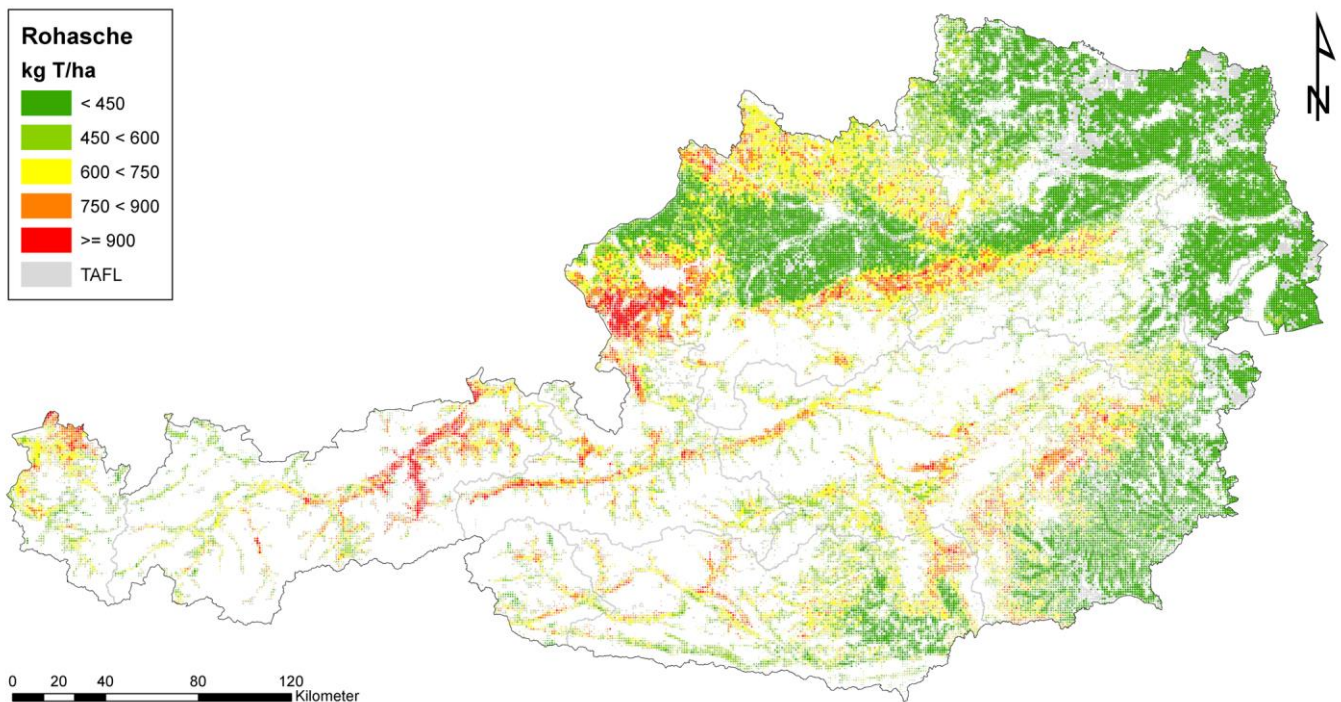 Rohasche
kg T/ha
< 450
450 < 600
600 < 750
750 < 900
>= 900
TAFL
N
0 20 40 80 120
Kilometer